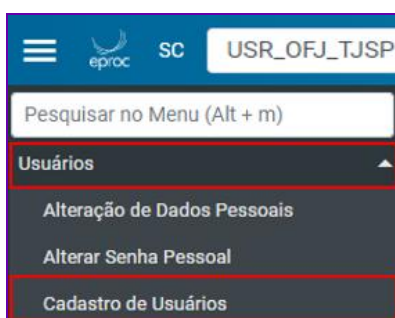 eproc SC USR_OFJ_TJSP
Pesquisar no Menu (Alt + m)
Usuários
Alteração de Dados Pessoais
Alterar Senha Pessoal
Cadastro de Usuários